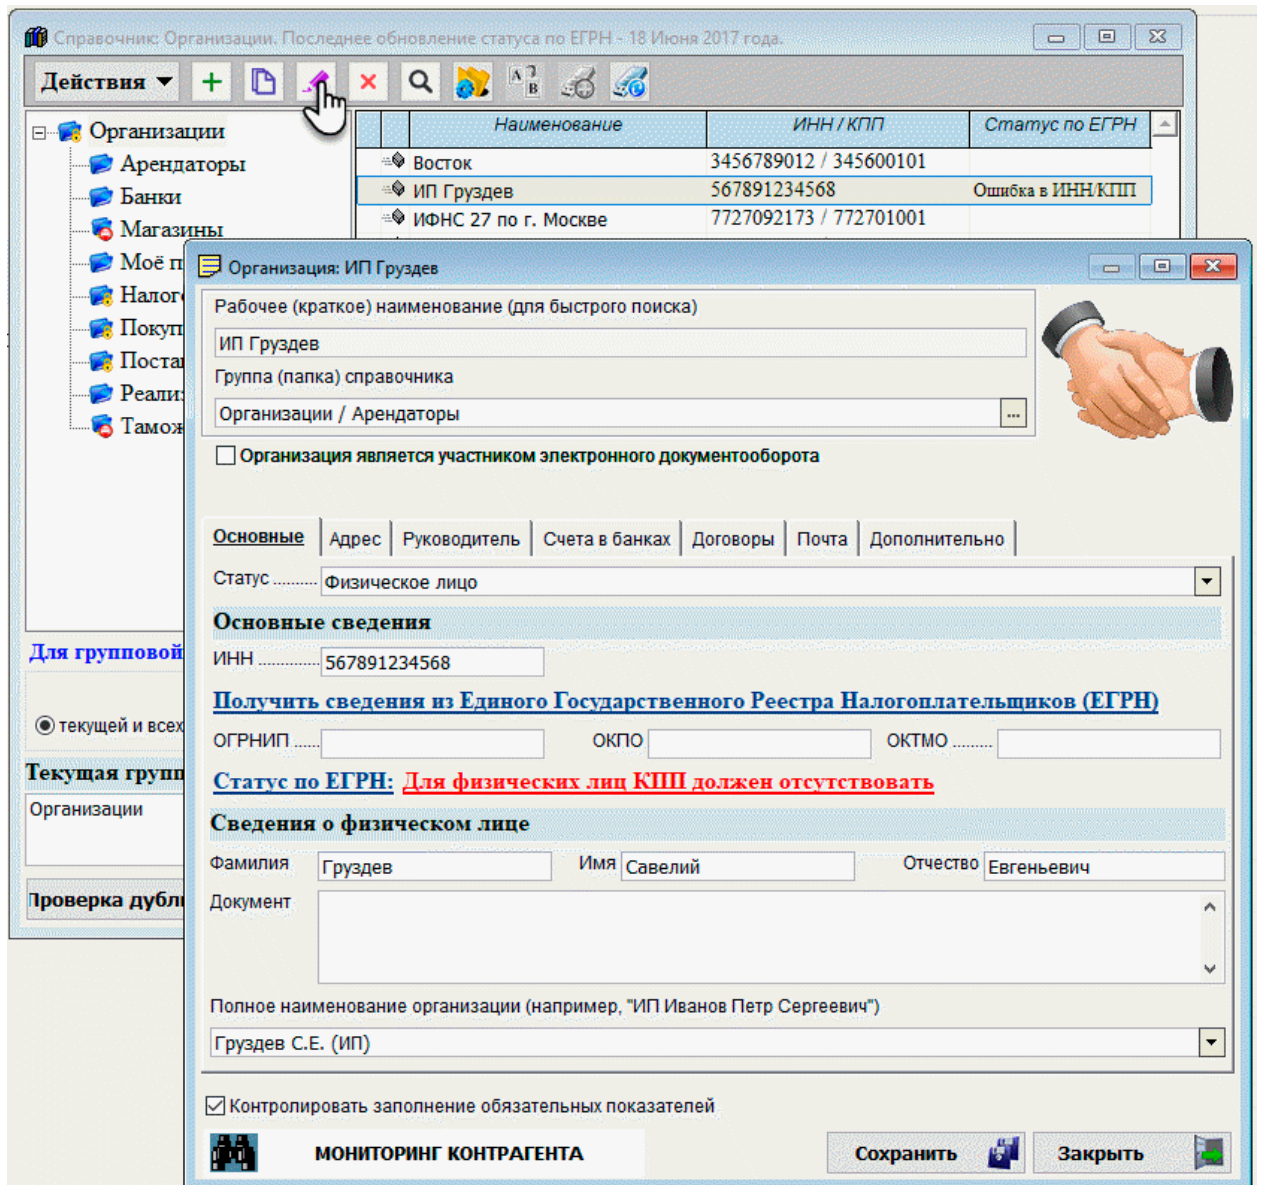 Справочник: Организации. Последнее обновление статуса по ЕГРН - 18 Июня 2017 года.
Действия
Организации
Арендаторы
Банки
Магазины
Моё п
Налог
Покуп
Поста
Реали
Тамож
Наименование ИНН / КПП Статус по ЕГРН
Восток 3456789012 / 345600101
ИП Груздев 567891234568 Ошибка в ИНН/КПП
ИФНС 27 по г. Москве 7727092173 / 772701001
Для групповой
текущей и всех
Текущая групп
Организации
Проверка дубл
Организация: ИП Груздев
Рабочее (краткое) наименование (для быстрого поиска)
ИП Груздев
Группа (папка) справочника
Организации / Арендаторы ...
Организация является участником электронного документооборота
Основные Адрес Руководитель Счета в банках Договоры Почта Дополнительно
Статус .......... Физическое лицо
Основные сведения
ИНН .............. 567891234568
Получить сведения из Единого Государственного Реестра Налогоплательщиков (ЕГРН)
ОГРНИП ...... ОКПО ОКТМО .........
Статус по ЕГРН: Для физических лиц КПП должен отсутствовать
Сведения о физическом лице
Фамилия Груздев Имя Савелий Отчество Евгеньевич
Документ
Полное наименование организации (например, "ИП Иванов Петр Сергеевич")
Груздев С.Е. (ИП)
Контролировать заполнение обязательных показателей
МОНИТОРИНГ КОНТРАГЕНТА Сохранить Закрыть